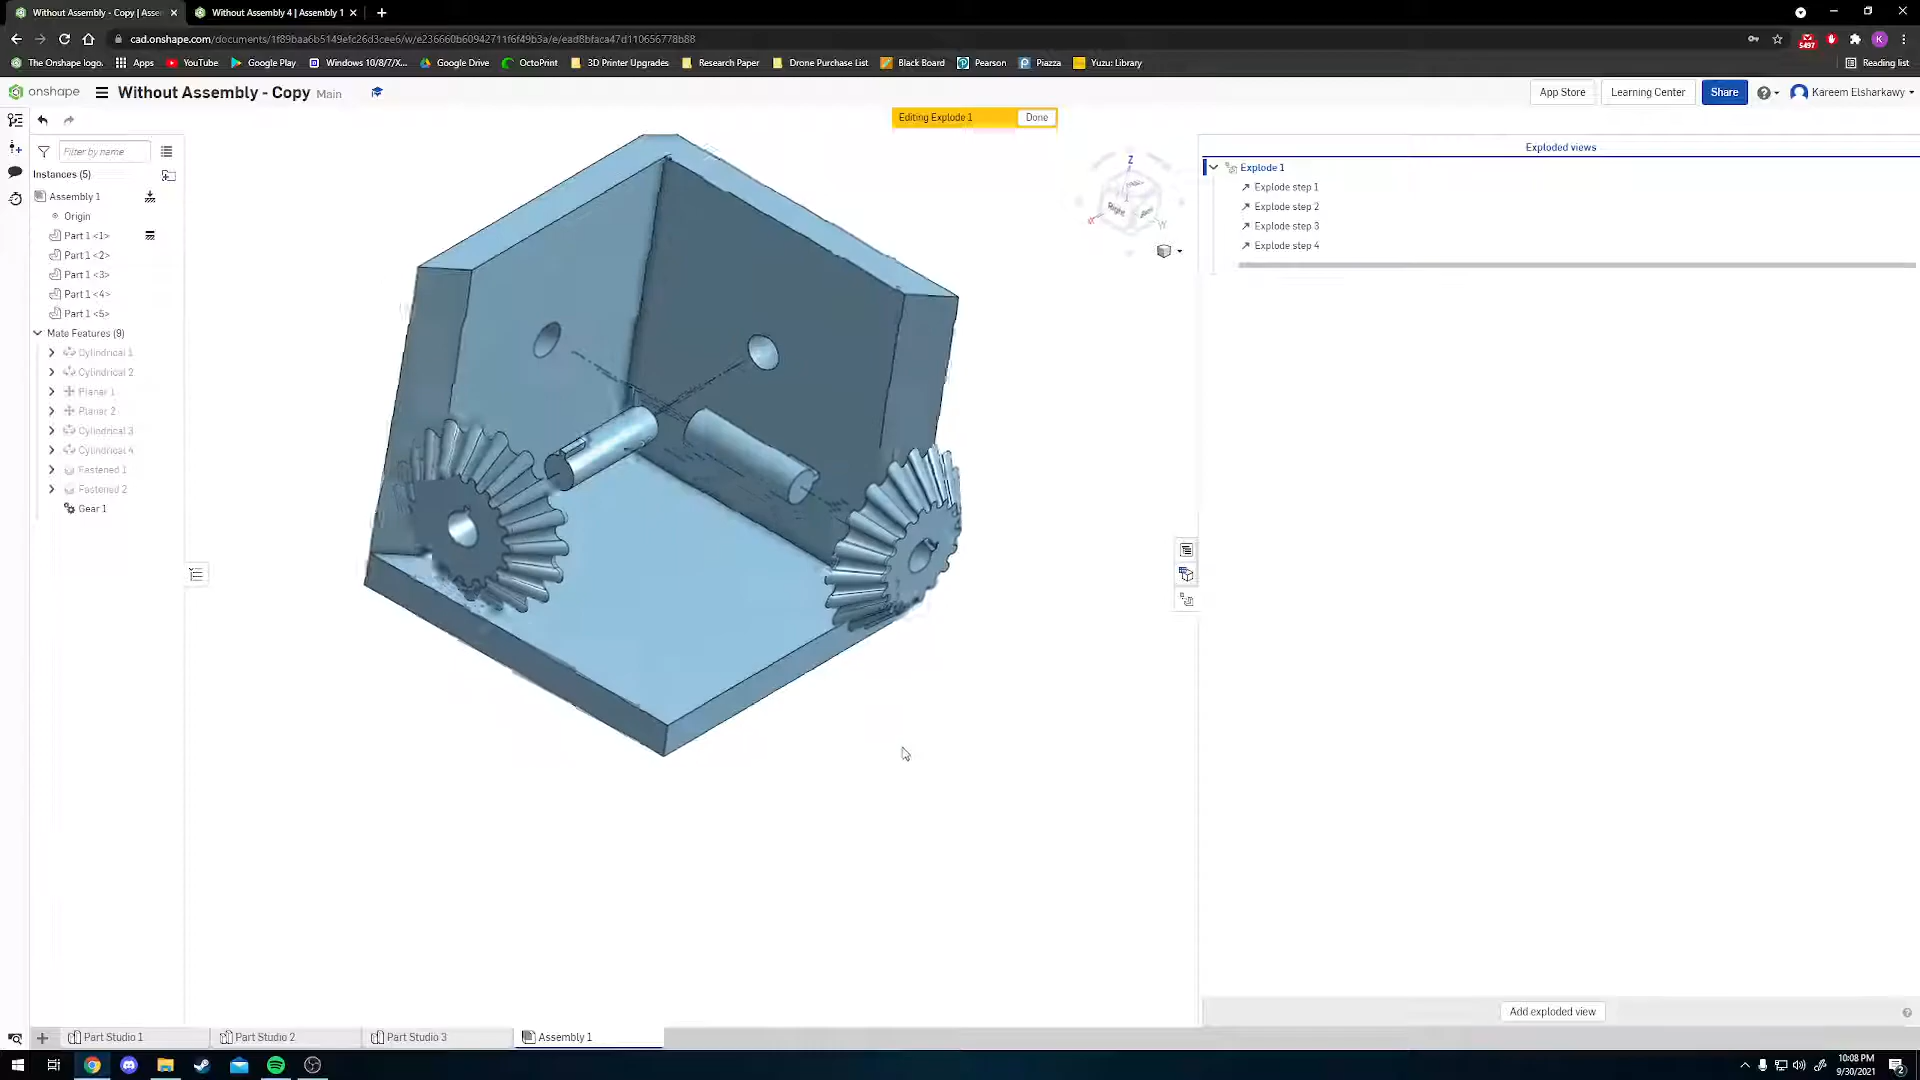 Without Assembly - Copy | Asse
Without Assembly 4 | Assembly 1
cad.onshape.com/documents/1f89baa6b5149efc26d3cee6/w/e236660b60942711f6f49b3a/e/ead8bfaca47d110656778b88
5497
K
The Onshape logo.
Apps
YouTube
Google Play
Windows 10/8/7/X...
Google Drive
OctoPrint
3D Printer Upgrades
Research Paper
Drone Purchase List
Black Board
Pearson
Piazza
Yuzu: Library
Reading list
onshape
Without Assembly - Copy Main
App Store
Learning Center
Share
Kareem Elsharkawy
Editing Explode 1
Done
Filter by name
Instances (5)
Assembly 1
Origin
Part 1 <1>
Part 1 <2>
Part 1 <3>
Part 1 <4>
Part 1 <5>
Mate Features (9)
Cylindrical 1
Cylindrical 2
Planar 1
Planar 2
Cylindrical 3
Cylindrical 4
Fastened 1
Fastened 2
Gear 1
Z
Right
X
Y
Exploded views
Explode 1
Explode step 1
Explode step 2
Explode step 3
Explode step 4
Add exploded view
Part Studio 1
Part Studio 2
Part Studio 3
Assembly 1
10:08 PM
9/30/2021
2